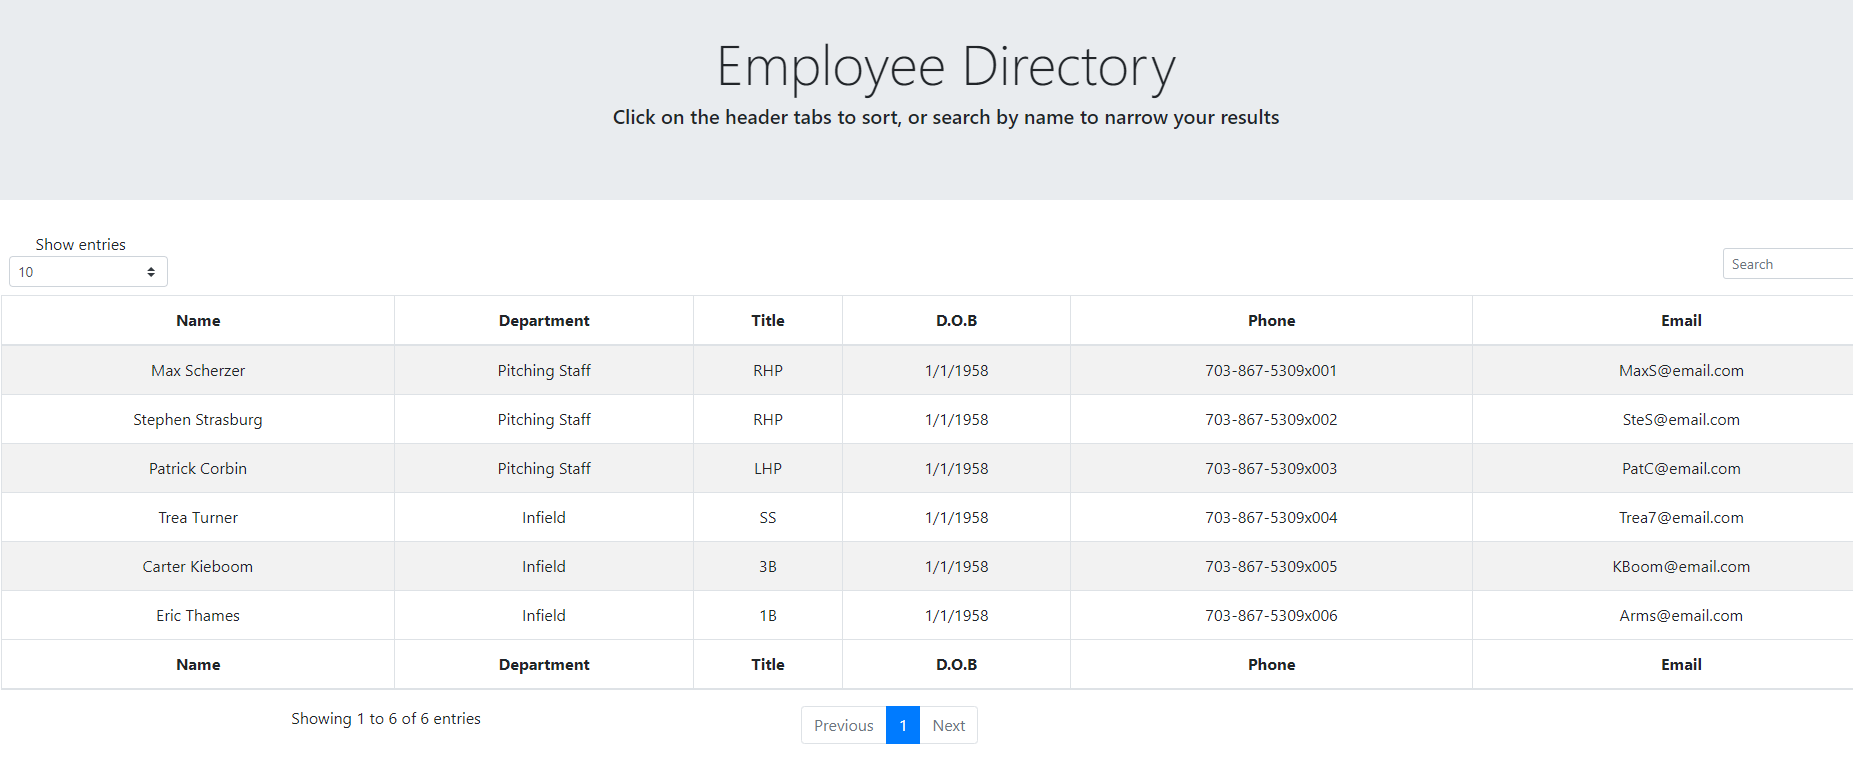 Employee Directory
Click on the header tabs to sort, or search by name to narrow your results
Show entries
10
Search
Name Department Title D.O.B Phone Email
Max Scherzer Pitching Staff RHP 1/1/1958 703-867-5309x001 MaxS@email.com
Stephen Strasburg Pitching Staff RHP 1/1/1958 703-867-5309x002 SteS@email.com
Patrick Corbin Pitching Staff LHP 1/1/1958 703-867-5309x003 PatC@email.com
Trea Turner Infield SS 1/1/1958 703-867-5309x004 Trea7@email.com
Carter Kieboom Infield 3B 1/1/1958 703-867-5309x005 KBoom@email.com
Eric Thames Infield 1B 1/1/1958 703-867-5309x006 Arms@email.com
Name Department Title D.O.B Phone Email
Showing 1 to 6 of 6 entries
Previous 1 Next